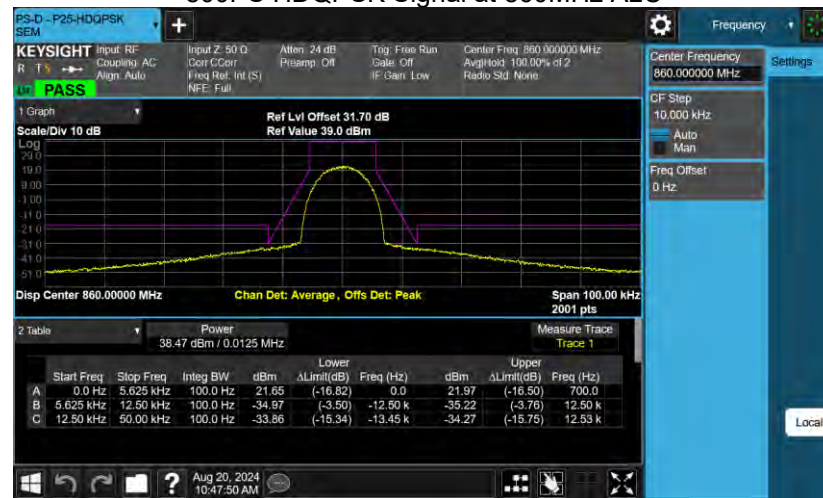 PS-D - P25-HDQPSK
SEM
Frequency
KEYSIGHT
Input: RF
Coupling: AC
Align: Auto
Input Z: 50 Ω
Corr CCorr
Freq Ref: Int (S)
NFE: Full
Atten: 24 dB
Preamp: Off
Trig: Free Run
Gate: Off
IF Gain: Low
Center Freq: 860.000000 MHz
Avg|Hold: 100.00% of 2
Radio Std: None
PASS
Center Frequency
860.000000 MHz
Settings
CF Step
10.000 kHz
Auto
Man
Freq Offset
0 Hz
1 Graph
Scale/Div 10 dB
Ref Lvl Offset 31.70 dB
Ref Value 39.0 dBm
Log
29.0
19.0
9.00
-1.00
-11.0
-21.0
-31.0
-41.0
-51.0
Disp Center 860.00000 MHz
Chan Det: Average, Offs Det: Peak
Span 100.00 kHz
2001 pts
2 Table
Power
38.47 dBm / 0.0125 MHz
Measure Trace
Trace 1
Lower Upper
Start Freq Stop Freq Integ BW dBm ΔLimit(dB) Freq (Hz) dBm ΔLimit(dB) Freq (Hz)
A 0.0 Hz 5.625 kHz 100.0 Hz 21.65 (-16.82) 0.0 21.97 (-16.50) 700.0
B 5.625 kHz 12.50 kHz 100.0 Hz -34.97 (-3.50) -12.50 k -35.22 (-3.76) 12.50 k
C 12.50 kHz 50.00 kHz 100.0 Hz -33.86 (-15.34) -13.45 k -34.27 (-15.75) 12.53 k
Local
Aug 20, 2024
10:47:50 AM